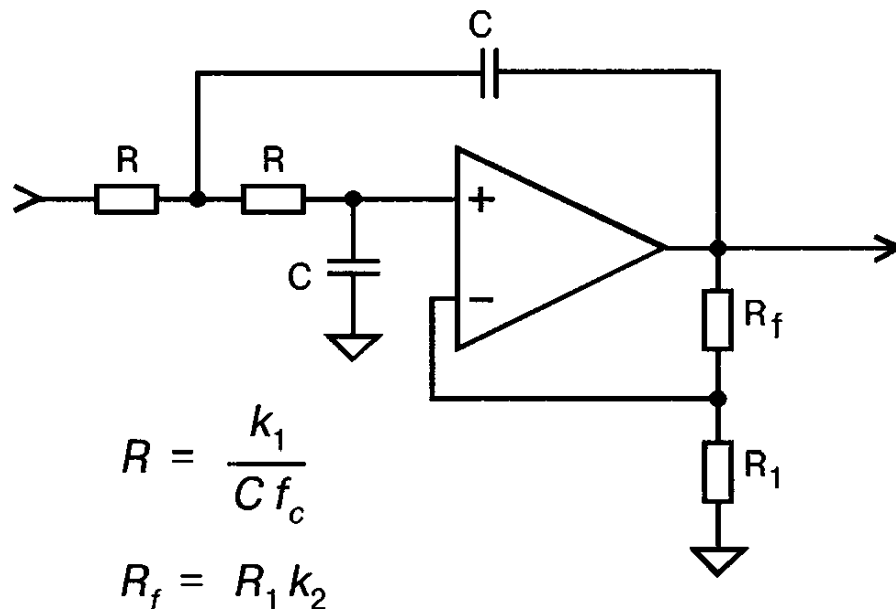 C
R
R
+
C
−
R_f
R_1
R = k_1 / C f_c
R_f = R_1 k_2